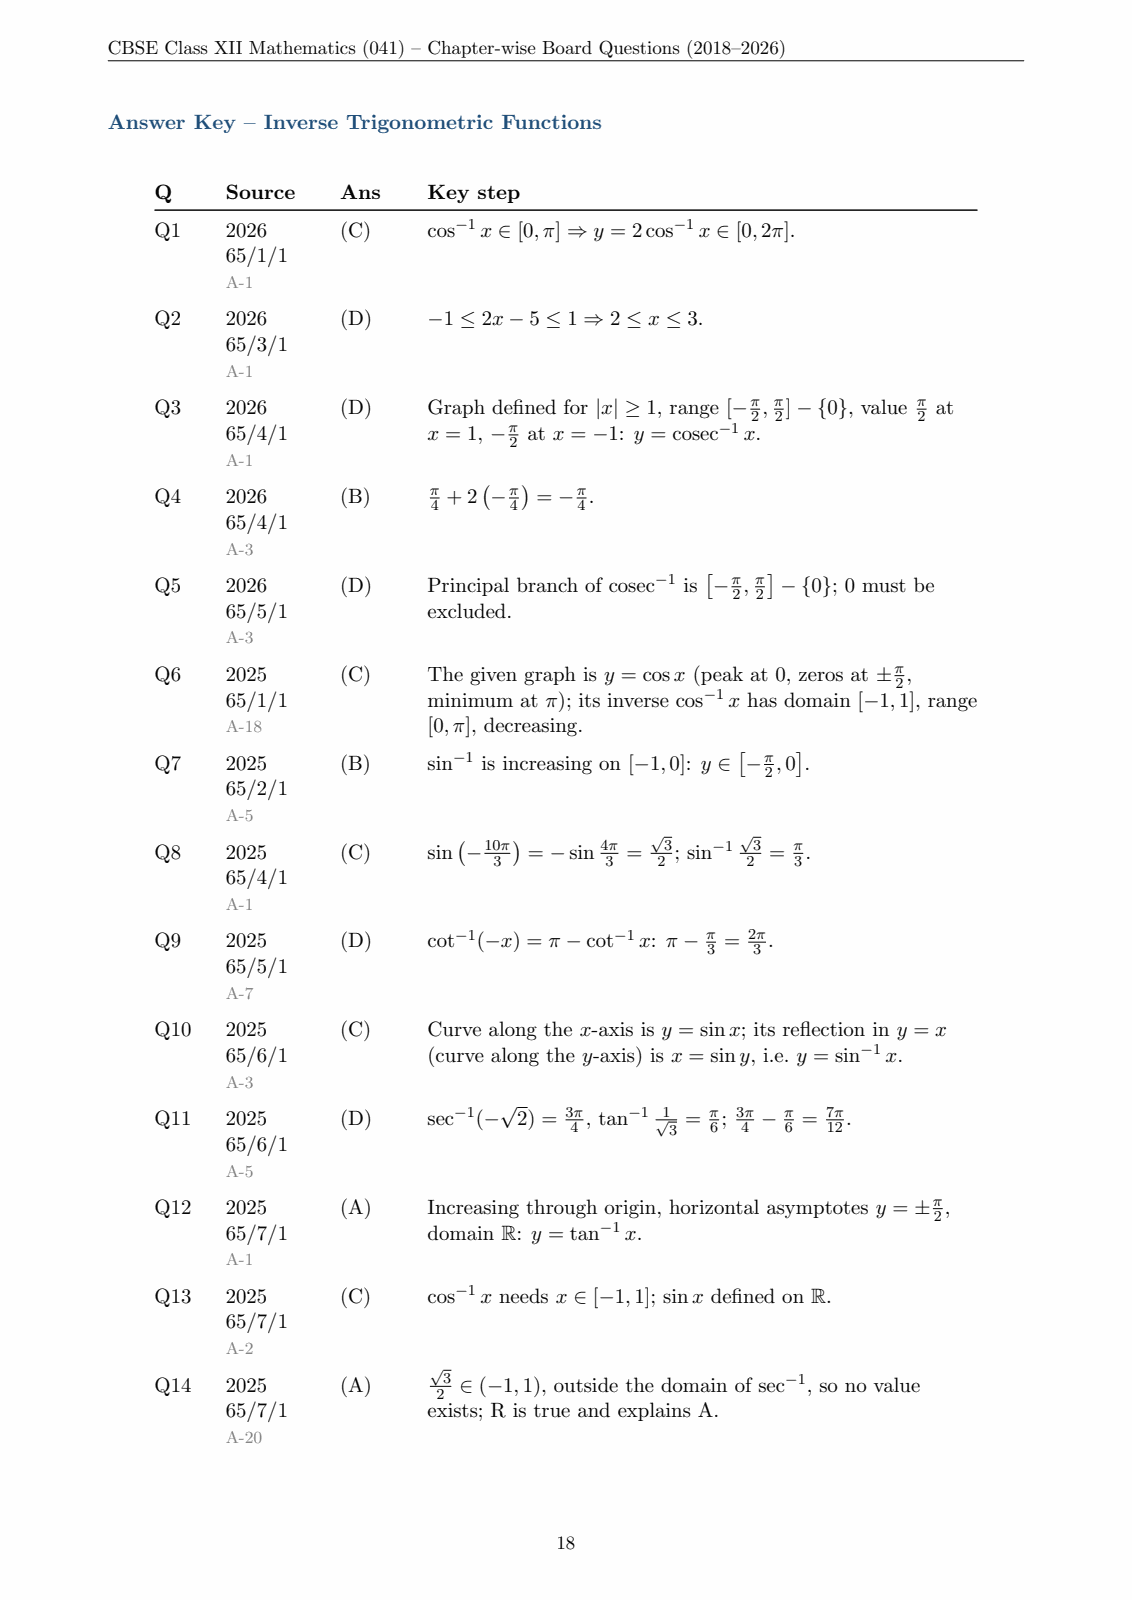 CBSE Class XII Mathematics (041) – Chapter-wise Board Questions (2018–2026)
Answer Key – Inverse Trigonometric Functions
Q Source Ans Key step
Q1 2026 (C) cos⁻¹ x ∈ [0, π] ⇒ y = 2 cos⁻¹ x ∈ [0, 2π].
65/1/1
A-1
Q2 2026 (D) −1 ≤ 2x − 5 ≤ 1 ⇒ 2 ≤ x ≤ 3.
65/3/1
A-1
Q3 2026 (D) Graph defined for |x| ≥ 1, range [−π/2, π/2] − {0}, value π/2 at
65/4/1 x = 1, −π/2 at x = −1: y = cosec⁻¹ x.
A-1
Q4 2026 (B) π/4 + 2 (−π/4) = −π/4.
65/4/1
A-3
Q5 2026 (D) Principal branch of cosec⁻¹ is [−π/2, π/2] − {0}; 0 must be
65/5/1 excluded.
A-3
Q6 2025 (C) The given graph is y = cos x (peak at 0, zeros at ±π/2,
65/1/1 minimum at π); its inverse cos⁻¹ x has domain [−1, 1], range
A-18 [0, π], decreasing.
Q7 2025 (B) sin⁻¹ is increasing on [−1, 0]: y ∈ [−π/2, 0].
65/2/1
A-5
Q8 2025 (C) sin (−10π/3) = − sin 4π/3 = √3/2; sin⁻¹ √3/2 = π/3.
65/4/1
A-1
Q9 2025 (D) cot⁻¹(−x) = π − cot⁻¹ x: π − π/3 = 2π/3.
65/5/1
A-7
Q10 2025 (C) Curve along the x-axis is y = sin x; its reflection in y = x
65/6/1 (curve along the y-axis) is x = sin y, i.e. y = sin⁻¹ x.
A-3
Q11 2025 (D) sec⁻¹(−√2) = 3π/4, tan⁻¹ 1/√3 = π/6; 3π/4 − π/6 = 7π/12.
65/6/1
A-5
Q12 2025 (A) Increasing through origin, horizontal asymptotes y = ±π/2,
65/7/1 domain ℝ: y = tan⁻¹ x.
A-1
Q13 2025 (C) cos⁻¹ x needs x ∈ [−1, 1]; sin x defined on ℝ.
65/7/1
A-2
Q14 2025 (A) √3/2 ∈ (−1, 1), outside the domain of sec⁻¹, so no value
65/7/1 exists; R is true and explains A.
A-20
18